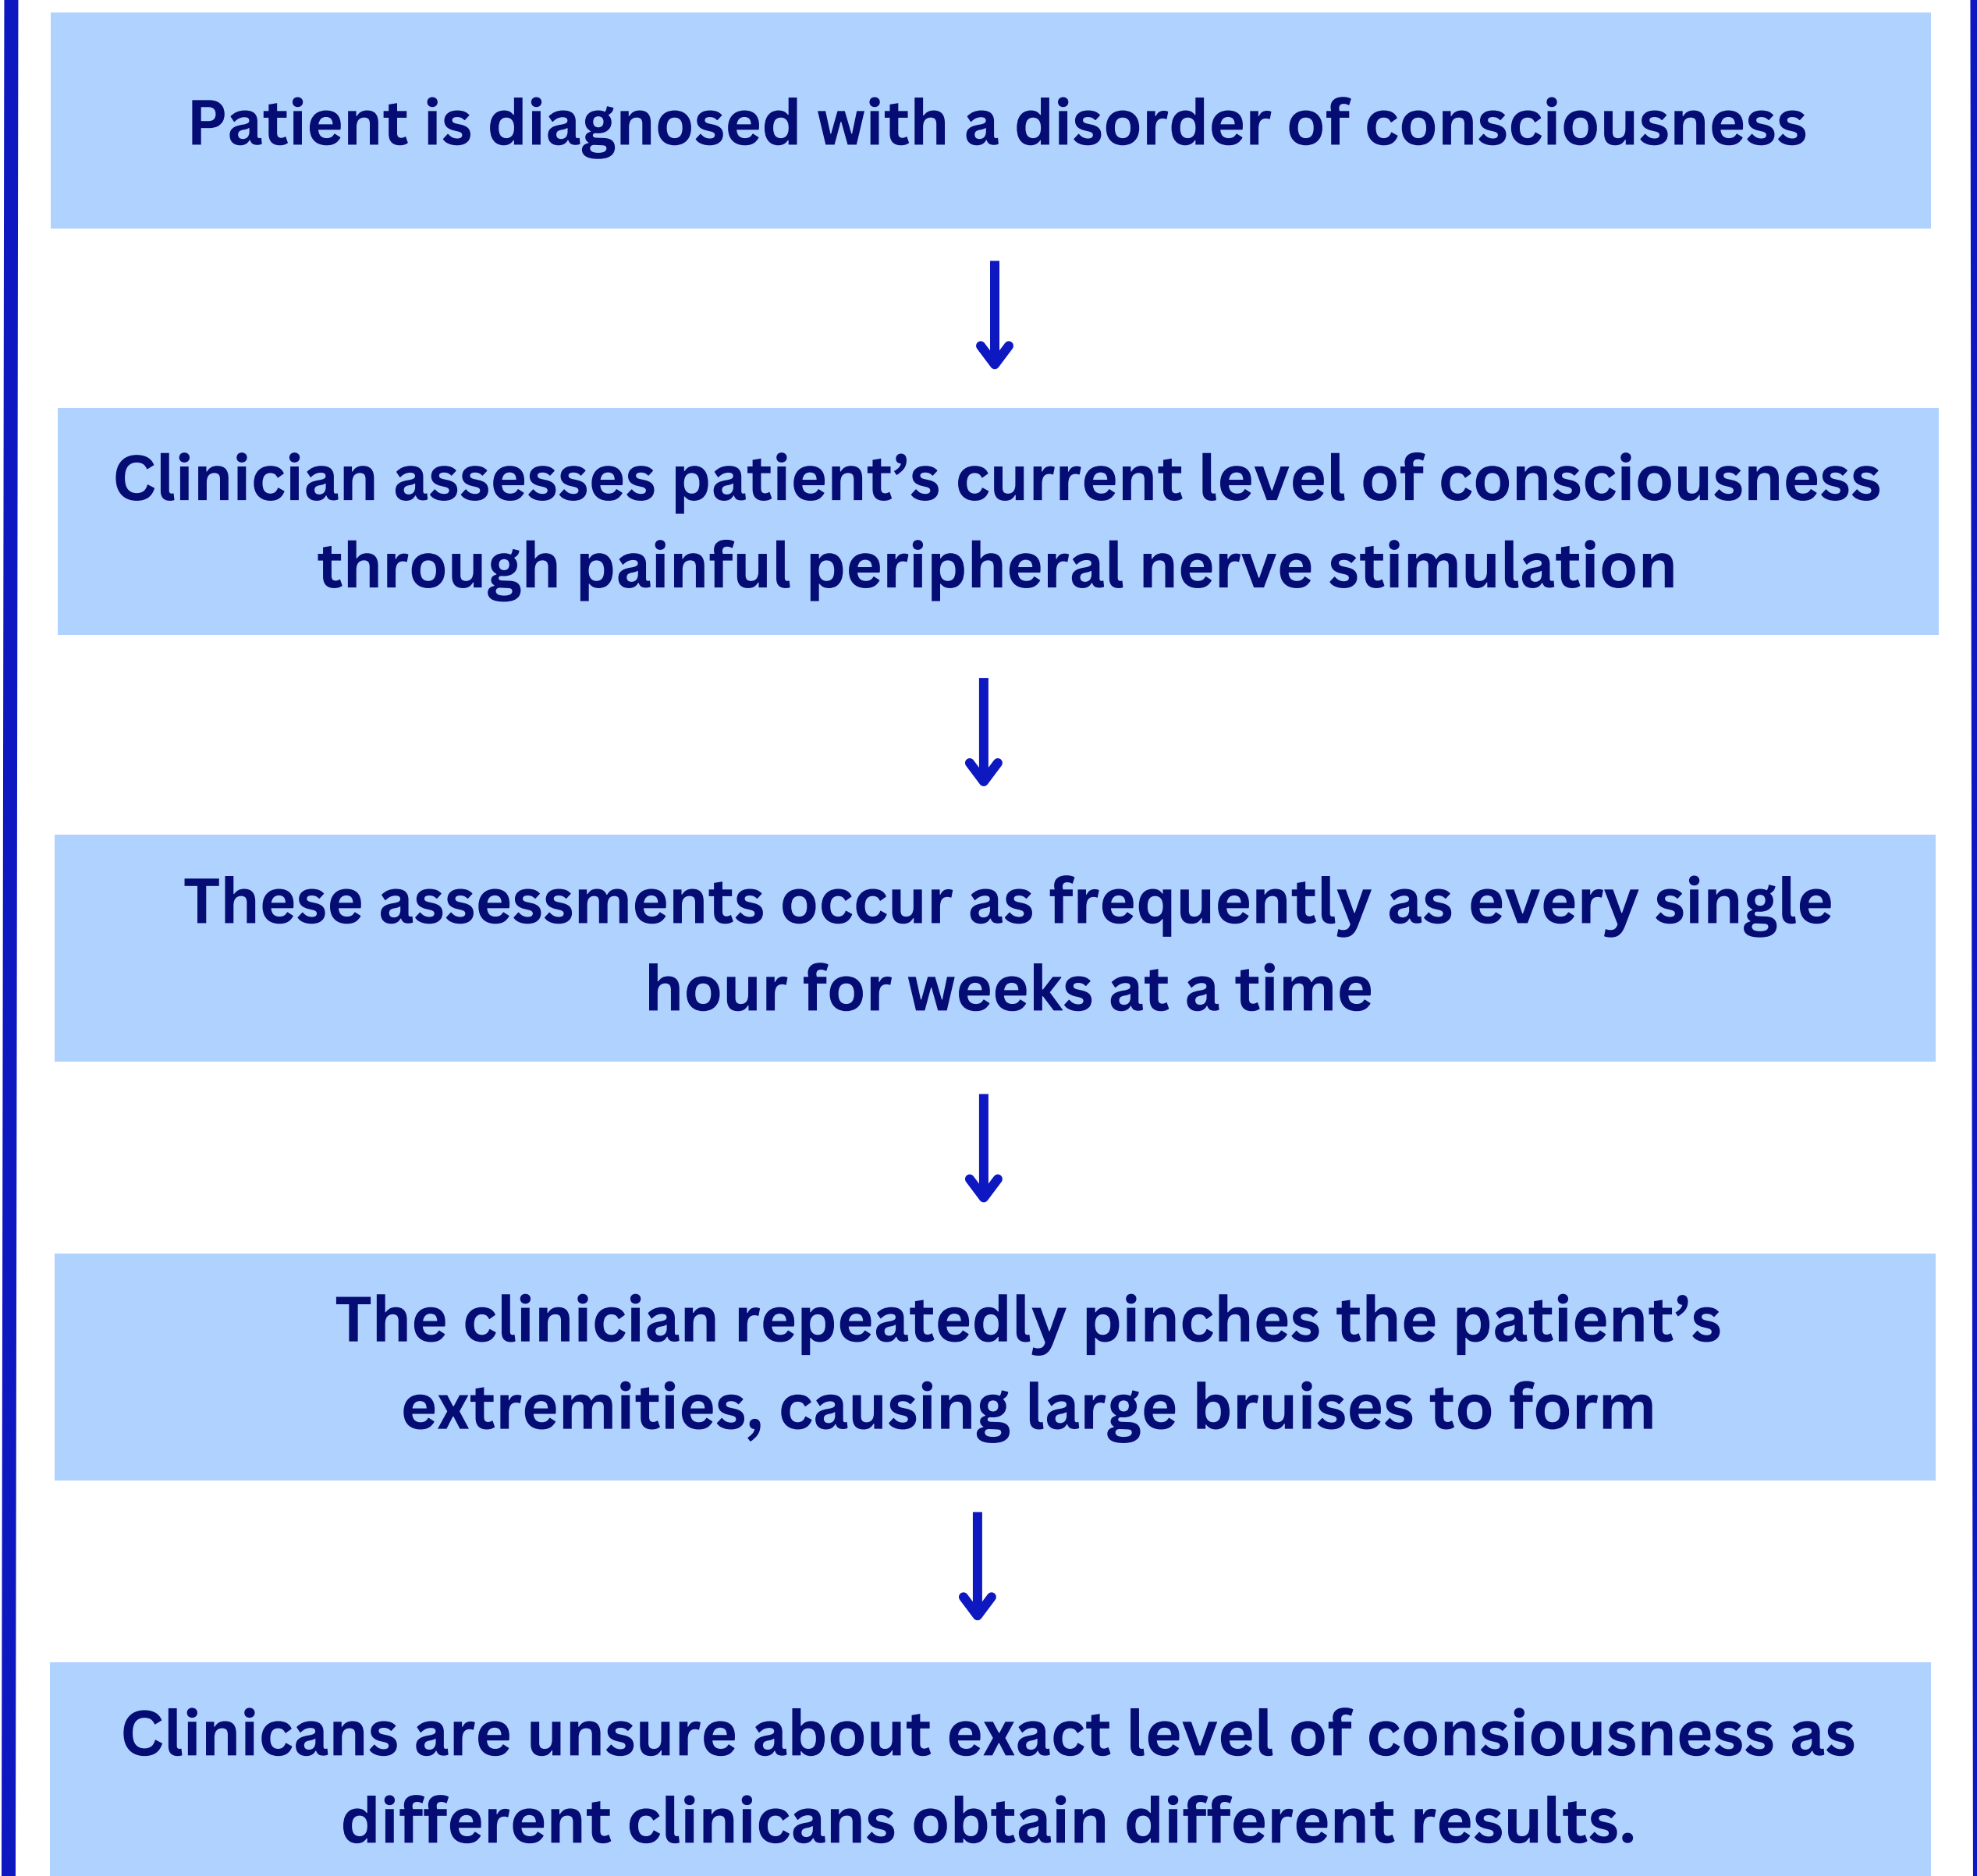 Patient is diagnosed with a disorder of consciousness
Clinician assesses patient’s current level of consciousness
through painful peripheral nerve stimulation
These assessments occur as frequently as every single
hour for weeks at a time
The clinician repeatedly pinches the patient’s
extremities, causing large bruises to form
Clinicans are unsure about exact level of consiousness as
different clinicans obtain different results.